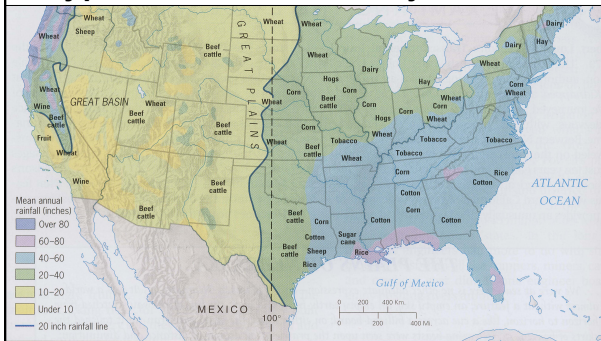 Wheat
Sheep
Wheat
Wheat
Wheat
Beef
cattle
GREAT PLAINS
Wheat
Dairy
Dairy
Hay
Dairy
Wheat
Hogs
Hay
Corn
Wheat
Wheat
Wine
Beef
cattle
Fruit
Wheat
GREAT BASIN
Wheat
Beef
cattle
Beef
cattle
Wheat
Corn
Beef
cattle
Corn
Corn
Hogs
Corn
Corn
Wheat
Wheat
Wheat
Corn
Beef
cattle
Tobacco
Wheat
Wheat
Tobacco
Tobacco
Tobacco
Wine
Beef
cattle
Beef
cattle
Corn
Cotton
Corn
Cotton
Rice
Cotton
Cotton
ATLANTIC
OCEAN
Beef
cattle
Corn
Cotton
Beef
cattle
Sheep
Rice
Sugar
cane
Rice
Mean annual
rainfall (inches)
Over 80
60–80
40–60
20–40
10–20
Under 10
20 inch rainfall line
Gulf of Mexico
MEXICO
100°
0 200 400 Km.
0 200 400 Mi.